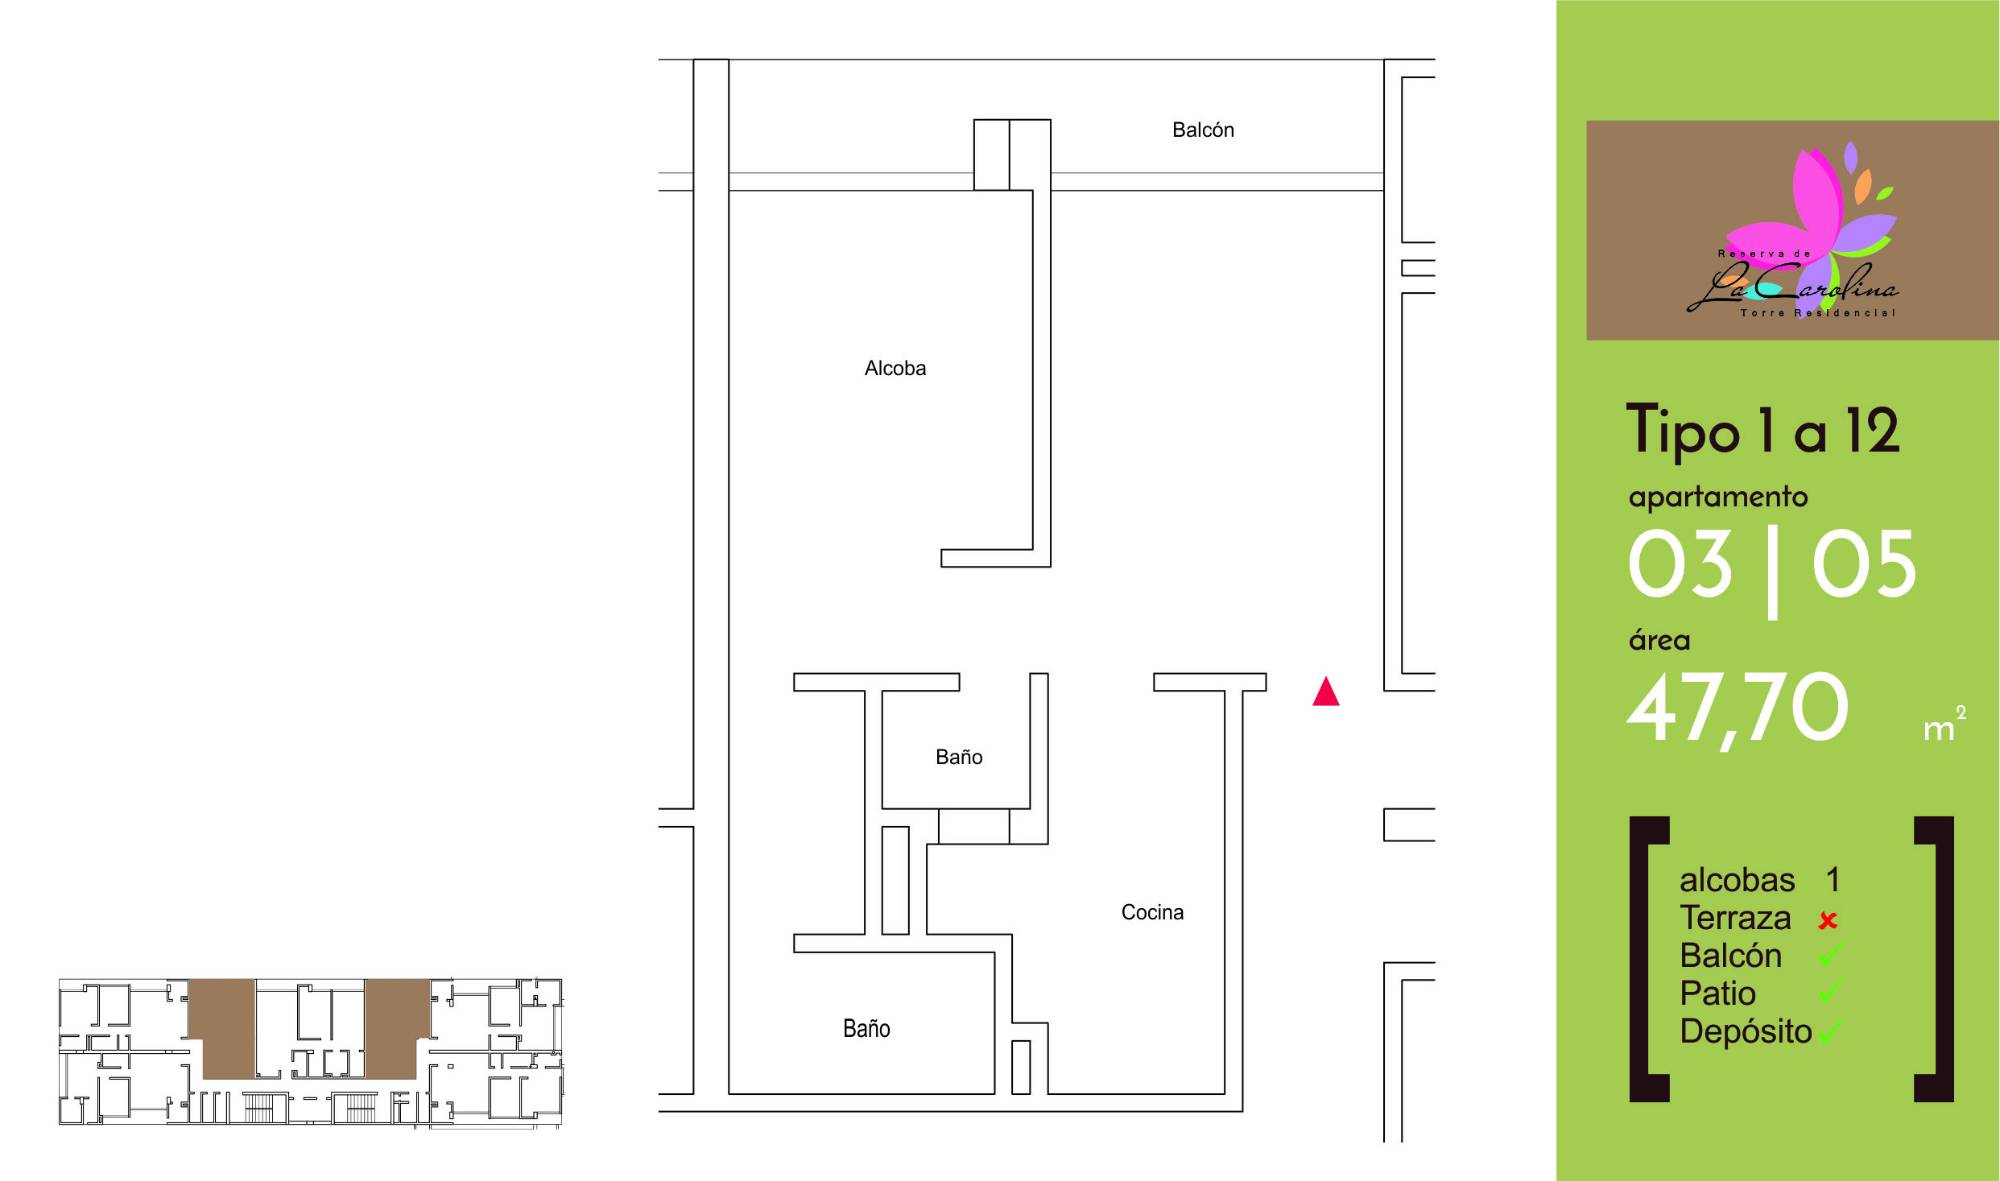 Balcón
Alcoba
Baño
Cocina
Baño
Reserva de
La Carolina
Torre Residencial
Tipo 1 a 12
apartamento
03 | 05
área
47,70 m²
alcobas 1
Terraza ✘
Balcón ✓
Patio ✓
Depósito ✓